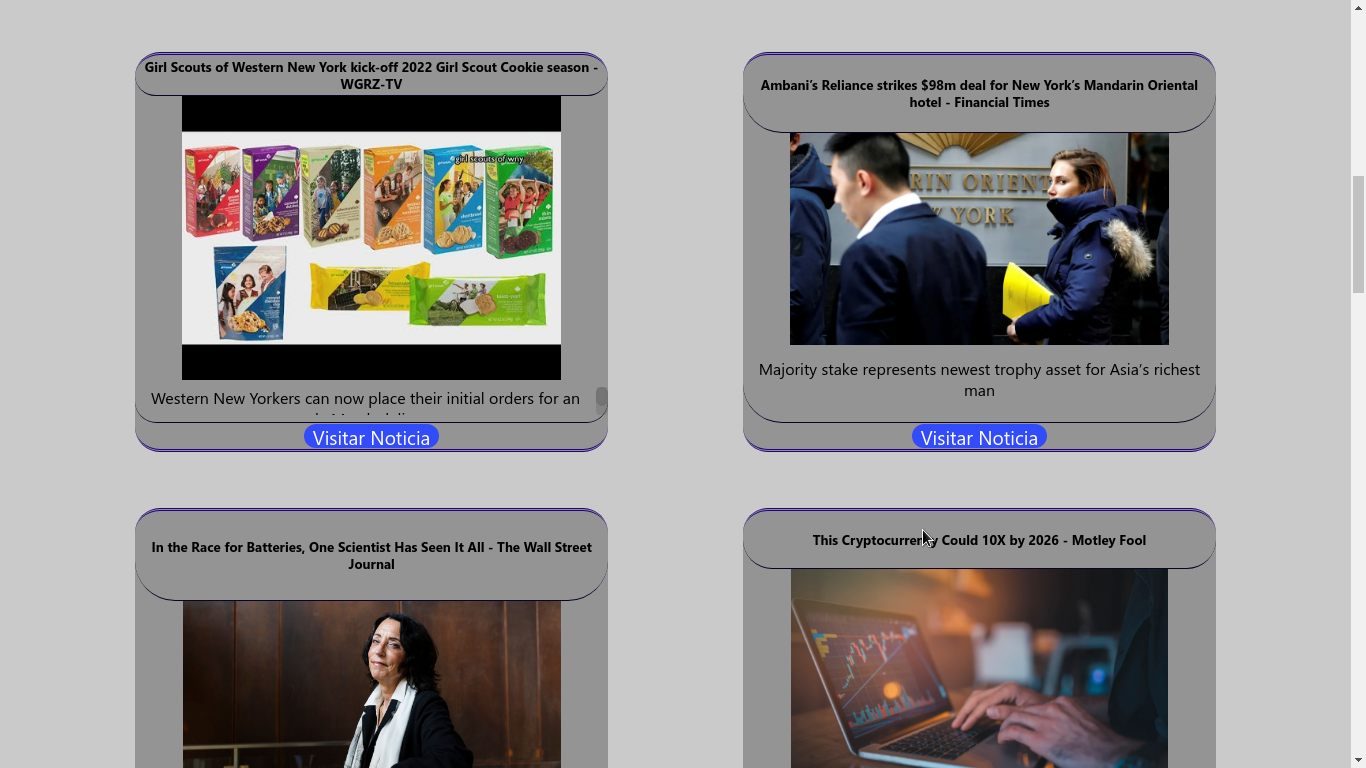 Girl Scouts of Western New York kick-off 2022 Girl Scout Cookie season -
WGRZ-TV
girl scouts of wny
Western New Yorkers can now place their initial orders for an
Visitar Noticia
Ambani’s Reliance strikes $98m deal for New York’s Mandarin Oriental
hotel - Financial Times
RIN ORIENT
YORK
Majority stake represents newest trophy asset for Asia’s richest
man
Visitar Noticia
In the Race for Batteries, One Scientist Has Seen It All - The Wall Street
Journal
This Cryptocurrency Could 10X by 2026 - Motley Fool